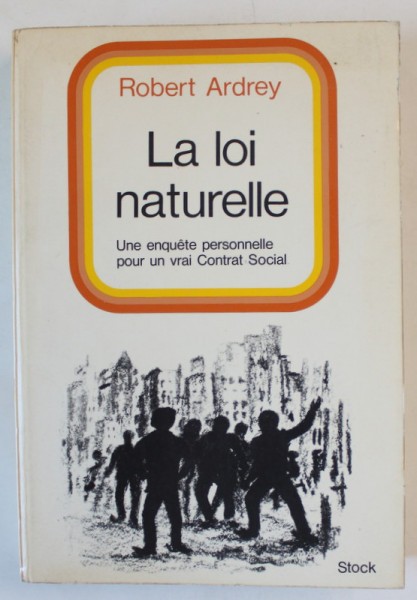 Robert Ardrey
La loi
naturelle
Une enquête personnelle
pour un vrai Contrat Social
Stock